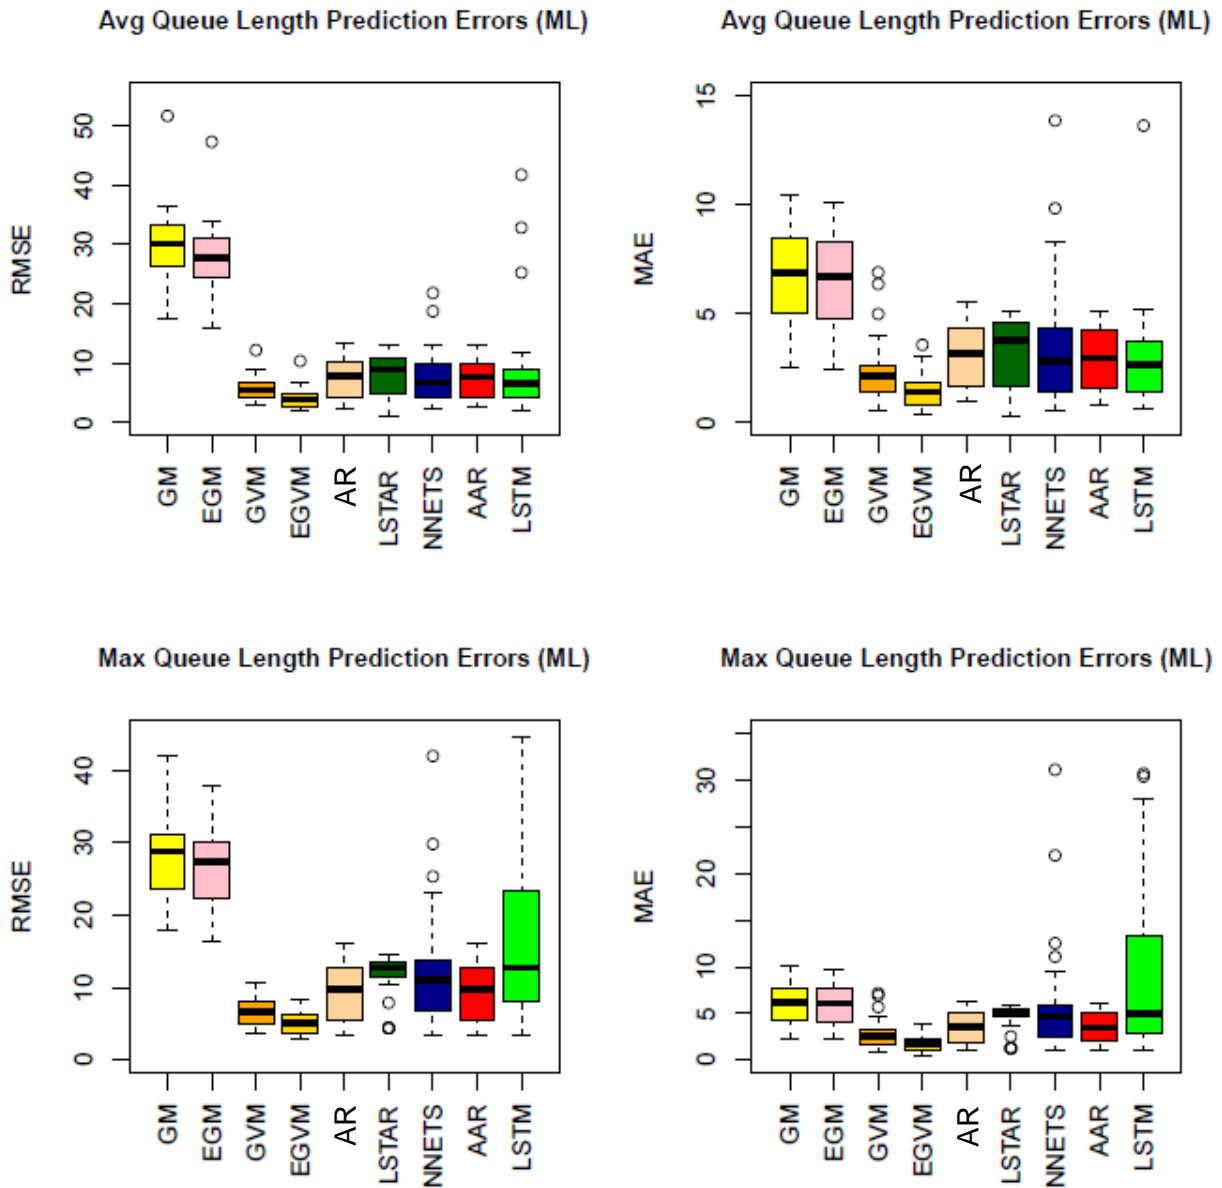 Avg Queue Length Prediction Errors (ML)
RMSE
50
40
30
20
10
0
GM
EGM
GVM
EGVM
AR
LSTAR
NNETS
AAR
LSTM
Avg Queue Length Prediction Errors (ML)
MAE
15
10
5
0
GM
EGM
GVM
EGVM
AR
LSTAR
NNETS
AAR
LSTM
Max Queue Length Prediction Errors (ML)
RMSE
40
30
20
10
0
GM
EGM
GVM
EGVM
AR
LSTAR
NNETS
AAR
LSTM
Max Queue Length Prediction Errors (ML)
MAE
30
20
10
5
0
GM
EGM
GVM
EGVM
AR
LSTAR
NNETS
AAR
LSTM